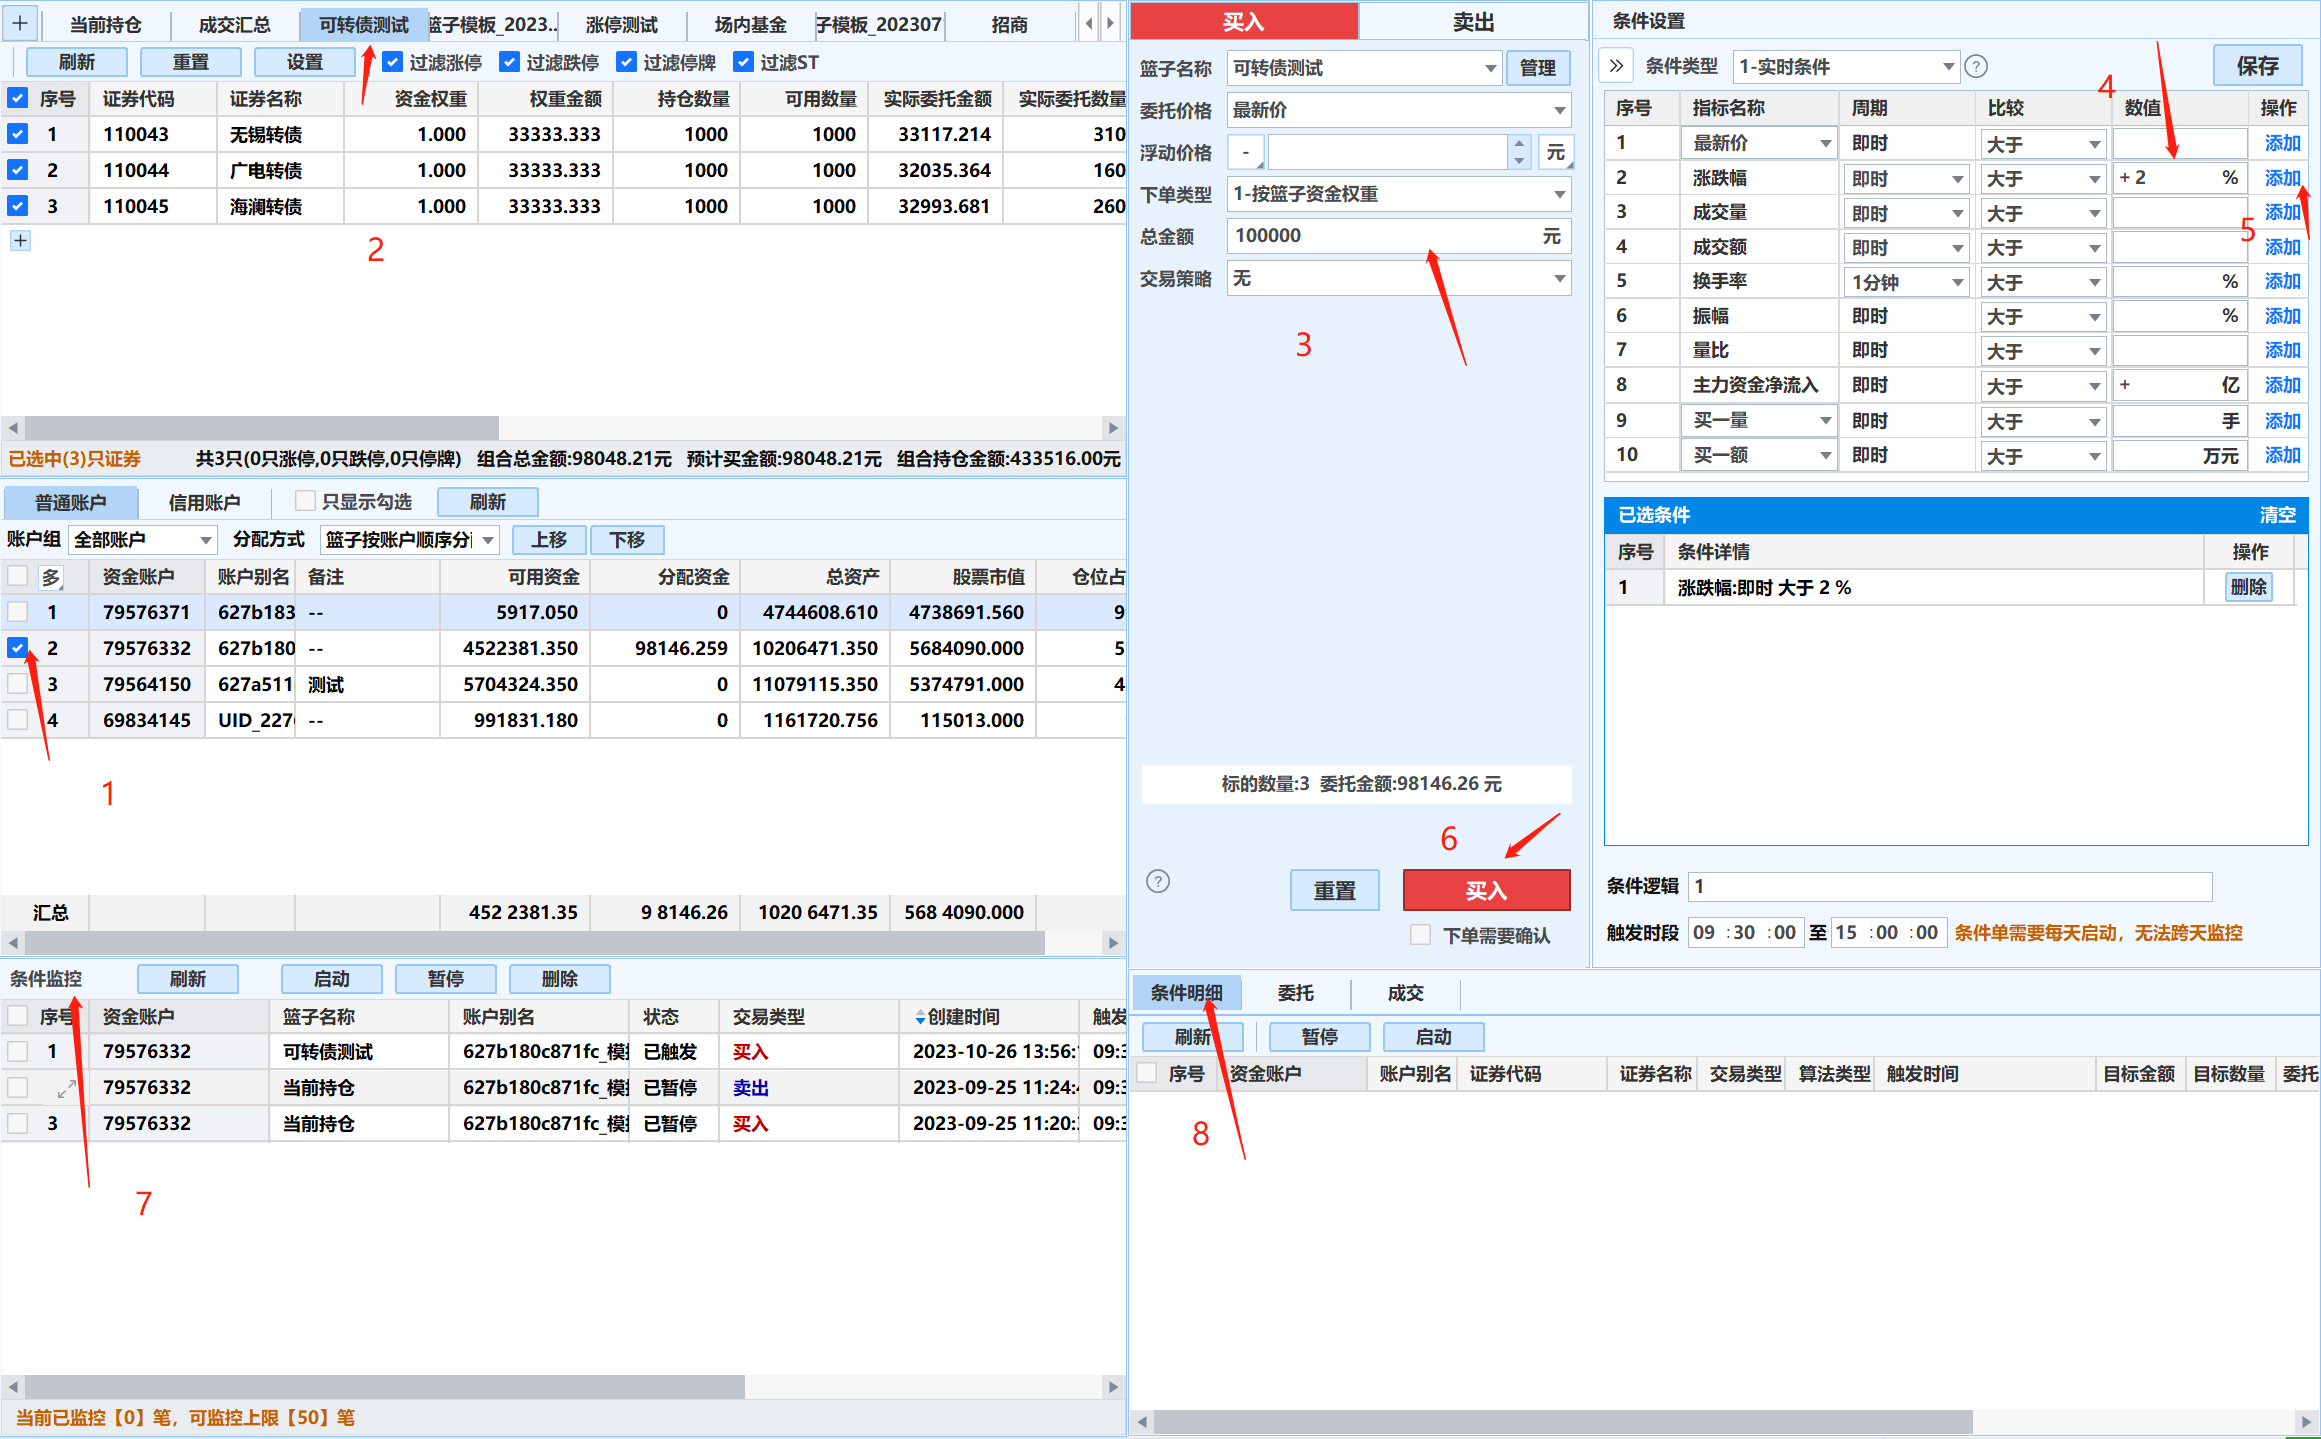 + 当前持仓 成交汇总 可转债测试 篮子模板_2023... 涨停测试 场内基金 子模板_202307 招商
刷新 重置 设置 过滤涨停 过滤跌停 过滤停牌 过滤ST
序号 证券代码 证券名称 资金权重 权重金额 持仓数量 可用数量 实际委托金额 实际委托数量
1 110043 无锡转债 1.000 33333.333 1000 1000 33117.214 310
2 110044 广电转债 1.000 33333.333 1000 1000 32035.364 160
3 110045 海澜转债 1.000 33333.333 1000 1000 32993.681 260
+
2
已选中(3)只证券 共3只(0只涨停,0只跌停,0只停牌) 组合总金额:98048.21元 预计买金额:98048.21元 组合持仓金额:433516.00元
普通账户 信用账户 只显示勾选 刷新
账户组 全部账户 分配方式 篮子按账户顺序分 上移 下移
多 资金账户 账户别名 备注 可用资金 分配资金 总资产 股票市值 仓位占
1 79576371 627b183 -- 5917.050 0 4744608.610 4738691.560 9
2 79576332 627b180 -- 4522381.350 98146.259 10206471.350 5684090.000 5
3 79564150 627a511 测试 5704324.350 0 11079115.350 5374791.000 4
4 69834145 UID_227 -- 991831.180 0 1161720.756 115013.000
1
汇总 452 2381.35 9 8146.26 1020 6471.35 568 4090.000
条件监控 刷新 启动 暂停 删除
序号 资金账户 篮子名称 账户别名 状态 交易类型 创建时间 触发
1 79576332 可转债测试 627b180c871fc_模 已触发 买入 2023-10-26 13:56: 09:3
79576332 当前持仓 627b180c871fc_模 已暂停 卖出 2023-09-25 11:24: 09:3
3 79576332 当前持仓 627b180c871fc_模 已暂停 买入 2023-09-25 11:20: 09:3
7
当前已监控【0】笔，可监控上限【50】笔
买入 卖出
篮子名称 可转债测试 管理
委托价格 最新价
浮动价格 - 元
下单类型 1-按篮子资金权重
总金额 100000 元
交易策略 无
3
标的数量:3 委托金额:98146.26 元
6
? 重置 买入
下单需要确认
条件设置
条件类型 1-实时条件 ? 保存
4
序号 指标名称 周期 比较 数值 操作
1 最新价 即时 大于 添加
2 涨跌幅 即时 大于 + 2 % 添加
3 成交量 即时 大于 添加
5
4 成交额 即时 大于 添加
5 换手率 1分钟 大于 % 添加
6 振幅 即时 大于 % 添加
7 量比 即时 大于 添加
8 主力资金净流入 即时 大于 + 亿 添加
9 买一量 即时 大于 手 添加
10 买一额 即时 大于 万元 添加
已选条件 清空
序号 条件详情 操作
1 涨跌幅:即时 大于 2 % 删除
条件逻辑 1
触发时段 09 :30 :00 至 15 :00 :00 条件单需要每天启动，无法跨天监控
条件明细 委托 成交
刷新 暂停 启动
序号 资金账户 账户别名 证券代码 证券名称 交易类型 算法类型 触发时间 目标金额 目标数量 委托
8